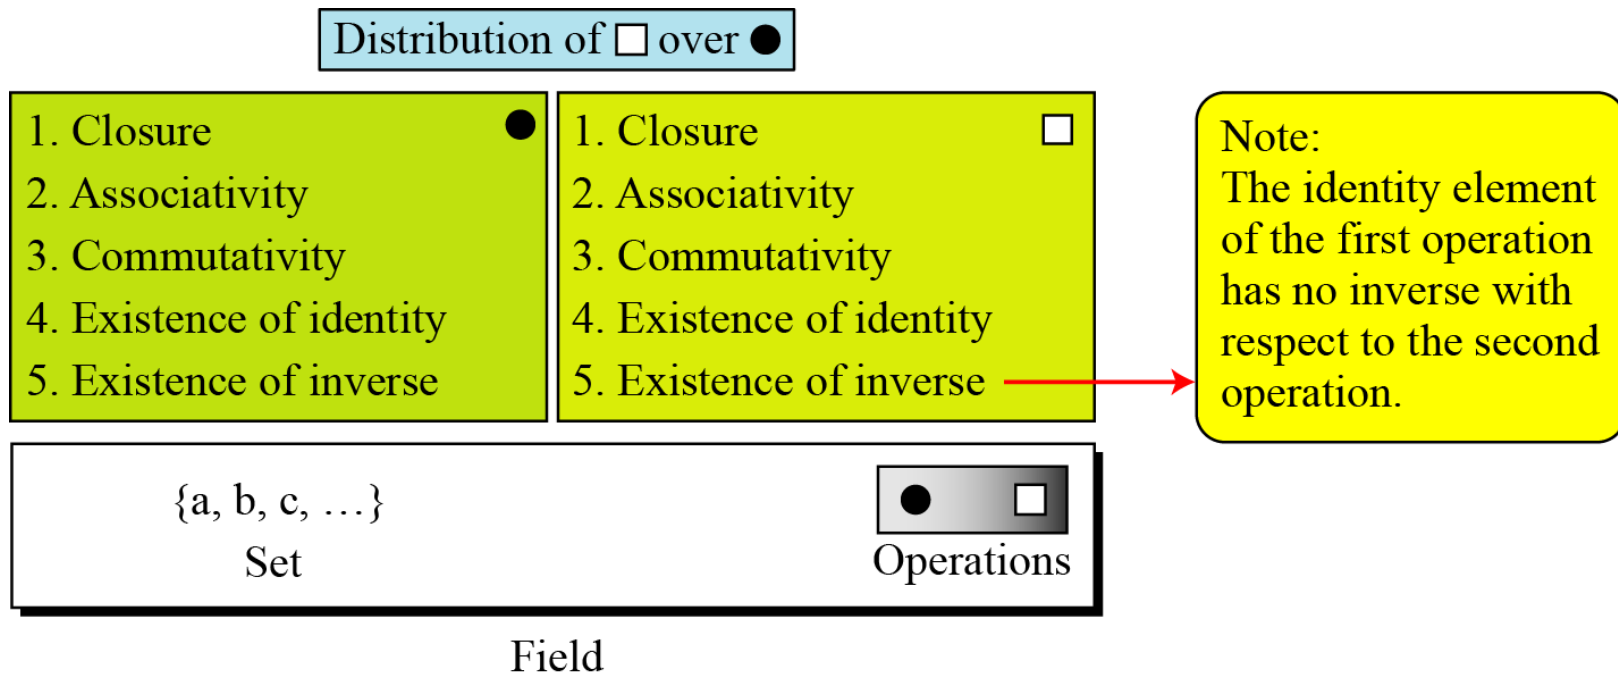 Distribution of □ over ●
1. Closure ●
2. Associativity
3. Commutativity
4. Existence of identity
5. Existence of inverse
1. Closure □
2. Associativity
3. Commutativity
4. Existence of identity
5. Existence of inverse
Note:
The identity element
of the first operation
has no inverse with
respect to the second
operation.
{a, b, c, …}
Set
● □
Operations
Field